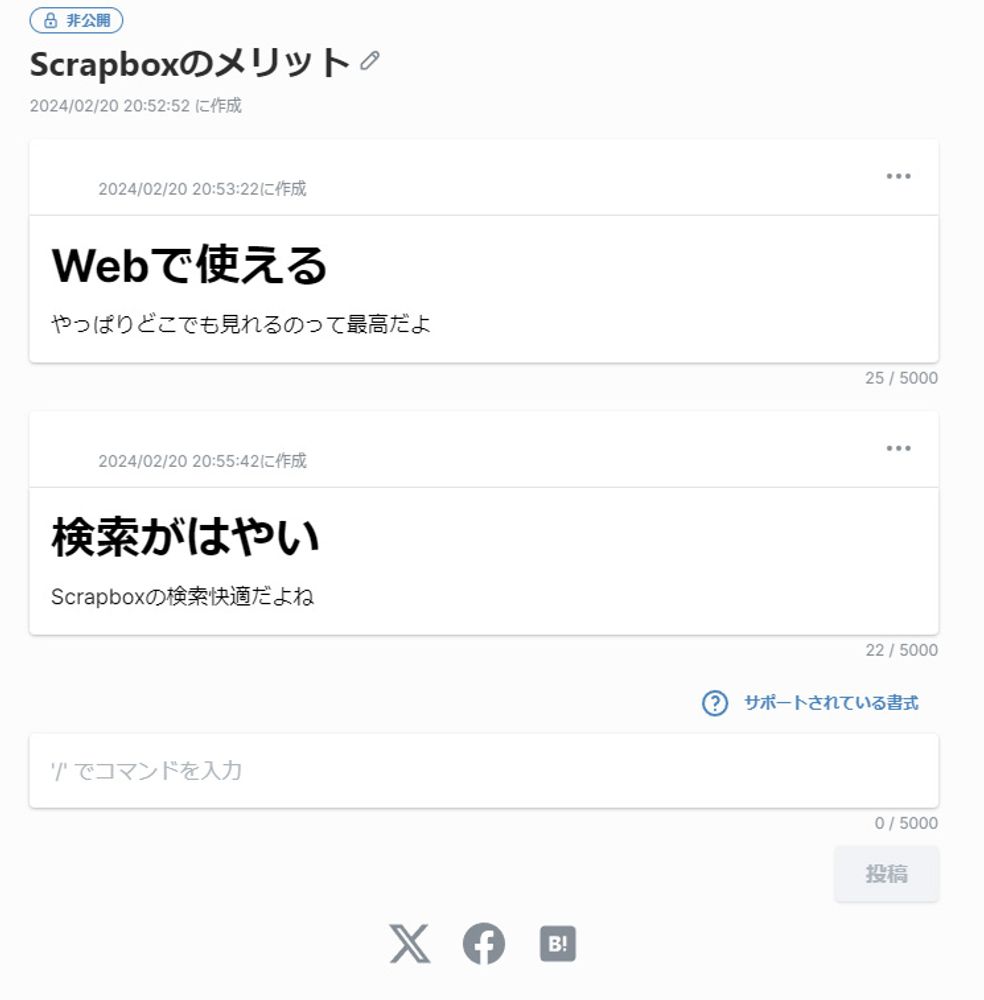 非公開
Scrapboxのメリット
2024/02/20 20:52:52 に作成
2024/02/20 20:53:22に作成
Webで使える
やっぱりどこでも見れるのって最高だよ
25 / 5000
2024/02/20 20:55:42に作成
検索がはやい
Scrapboxの検索快適だよね
22 / 5000
? サポートされている書式
'/' でコマンドを入力
0 / 5000
投稿
B!